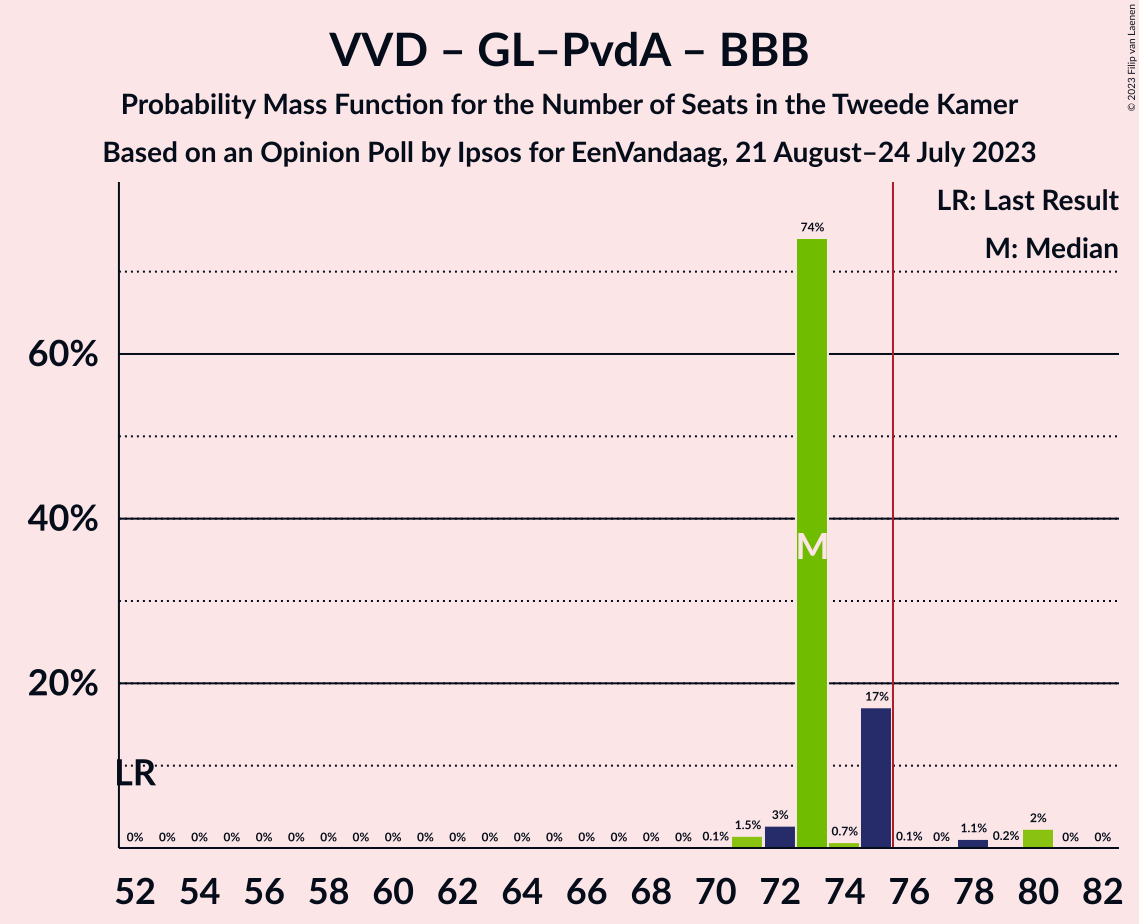 VVD – GL–PvdA – BBB
Probability Mass Function for the Number of Seats in the Tweede Kamer
Based on an Opinion Poll by Ipsos for EenVandaag, 21 August–24 July 2023
© 2023 Filip van Laenen
LR: Last Result
M: Median
74%
60%
40%
M
20%
17%
LR
0% 0% 0% 0% 0% 0% 0% 0% 0% 0% 0% 0% 0% 0% 0% 0% 0% 0% 0.1% 1.5% 3% 0.7% 0.1% 0% 1.1% 0.2% 2% 0% 0%
52 54 56 58 60 62 64 66 68 70 72 74 76 78 80 82